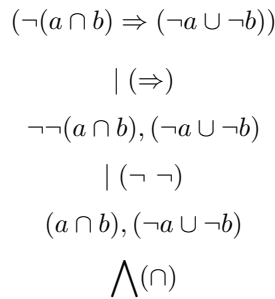 (¬(a ∩ b) ⇒ (¬a ∪ ¬b))
| (⇒)
¬¬(a ∩ b), (¬a ∪ ¬b)
| (¬ ¬)
(a ∩ b), (¬a ∪ ¬b)
⋀(∩)